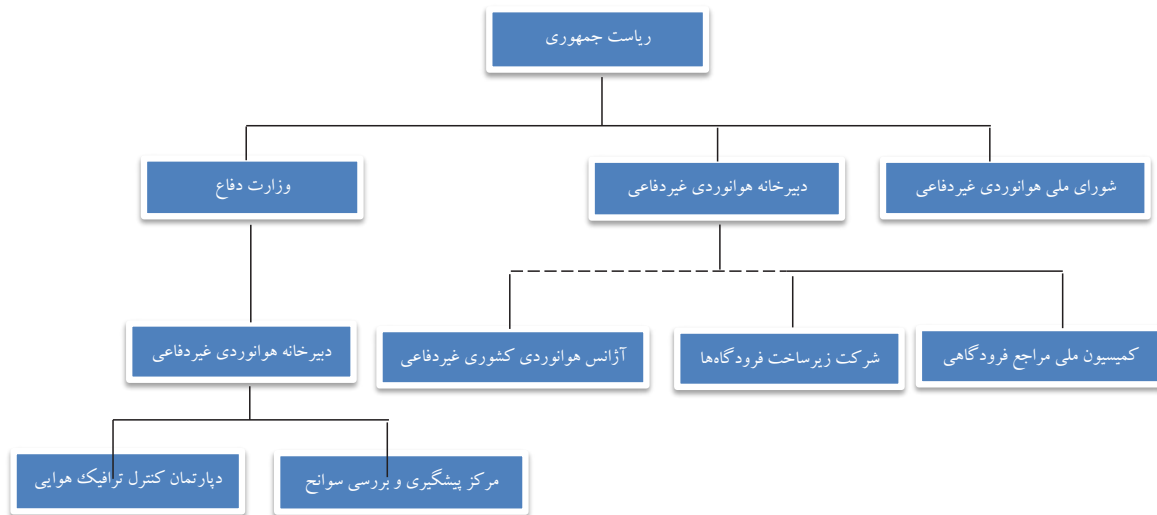 ریاست جمهوری
شورای ملی هوانوردی غیردفاعی
دبیرخانه هوانوردی غیردفاعی
وزارت دفاع
کمیسیون ملی مراجع فرودگاهی
شرکت زیرساخت فرودگاه‌ها
آژانس هوانوردی کشوری غیردفاعی
دبیرخانه هوانوردی غیردفاعی
مرکز پیشگیری و بررسی سوانح
دپارتمان کنترل ترافیک هوایی